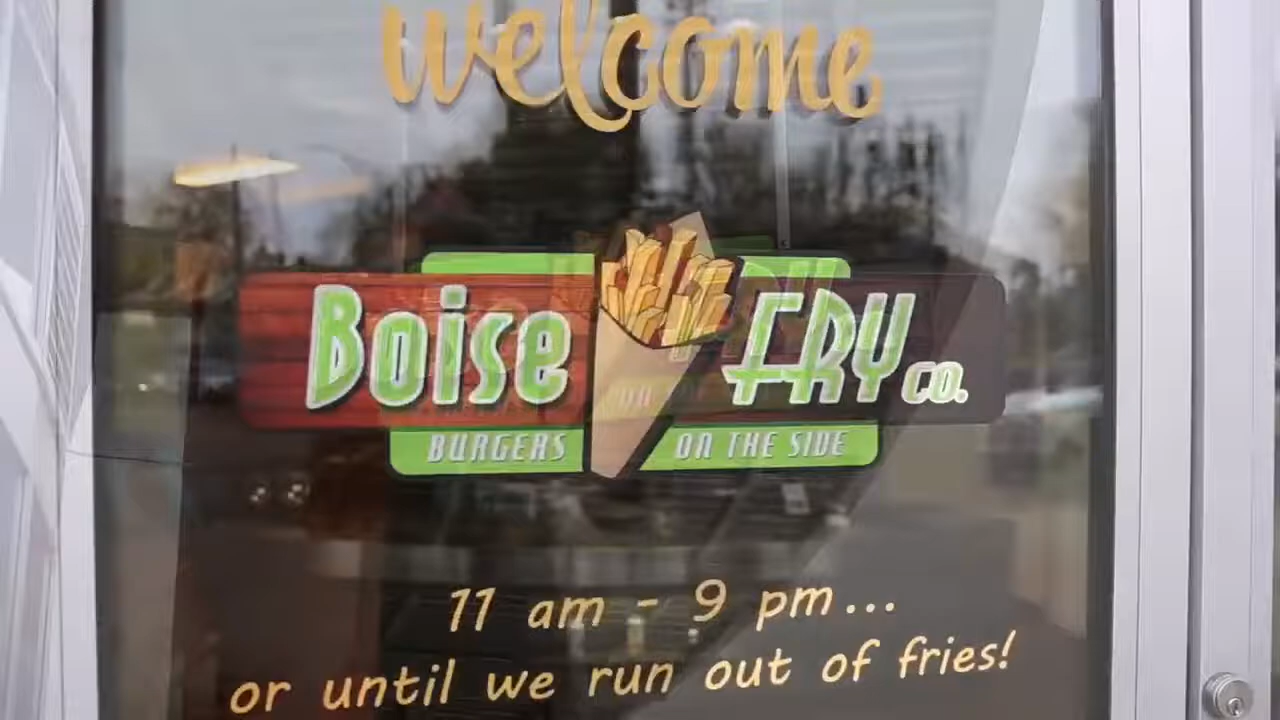 welcome
Boise FRY CO.
BURGERS ON THE SIDE
11 am - 9 pm...
or until we run out of fries!